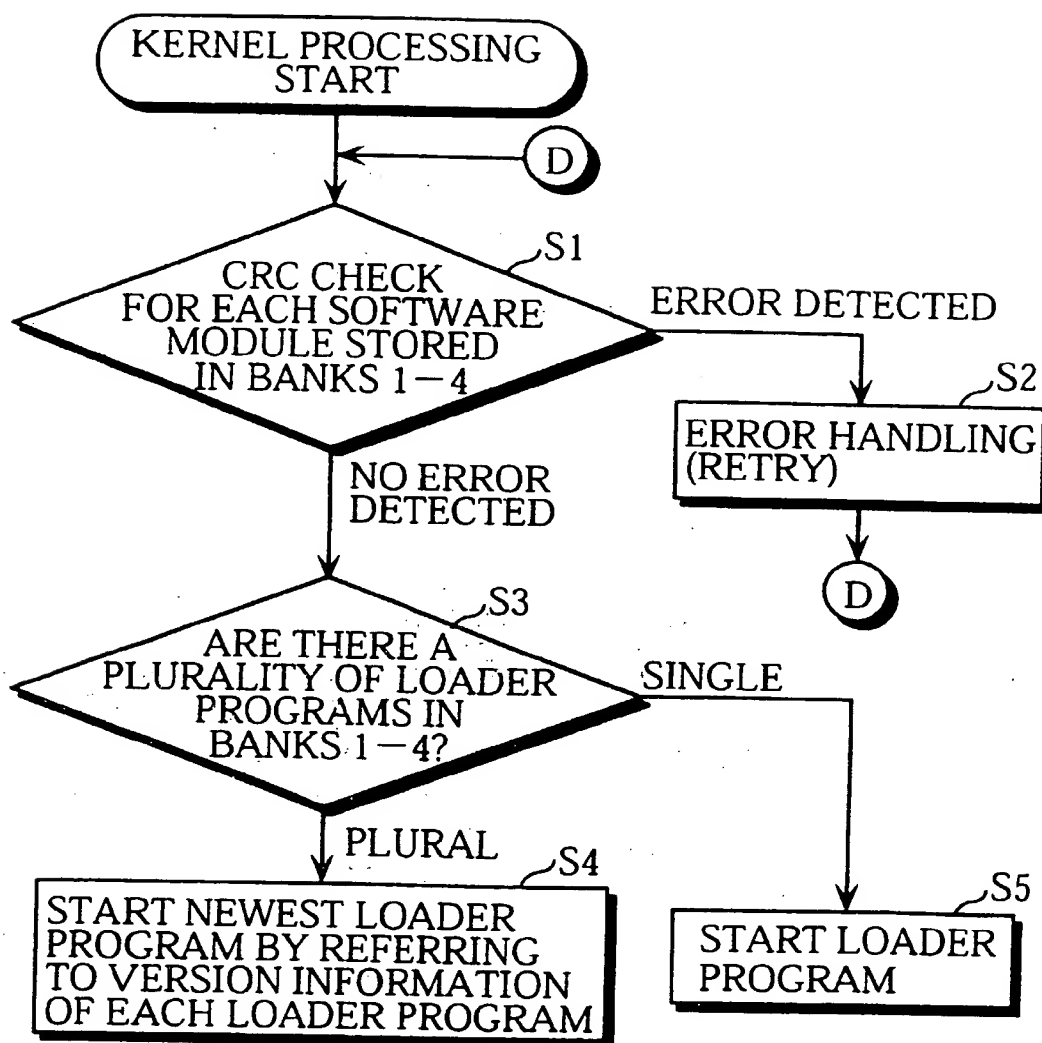 KERNEL PROCESSING
START
D
S1
CRC CHECK
FOR EACH SOFTWARE
MODULE STORED
IN BANKS 1-4
ERROR DETECTED
S2
ERROR HANDLING
(RETRY)
D
NO ERROR
DETECTED
S3
ARE THERE A
PLURALITY OF LOADER
PROGRAMS IN
BANKS 1-4?
SINGLE
PLURAL
S4
START NEWEST LOADER
PROGRAM BY REFERRING
TO VERSION INFORMATION
OF EACH LOADER PROGRAM
S5
START LOADER
PROGRAM